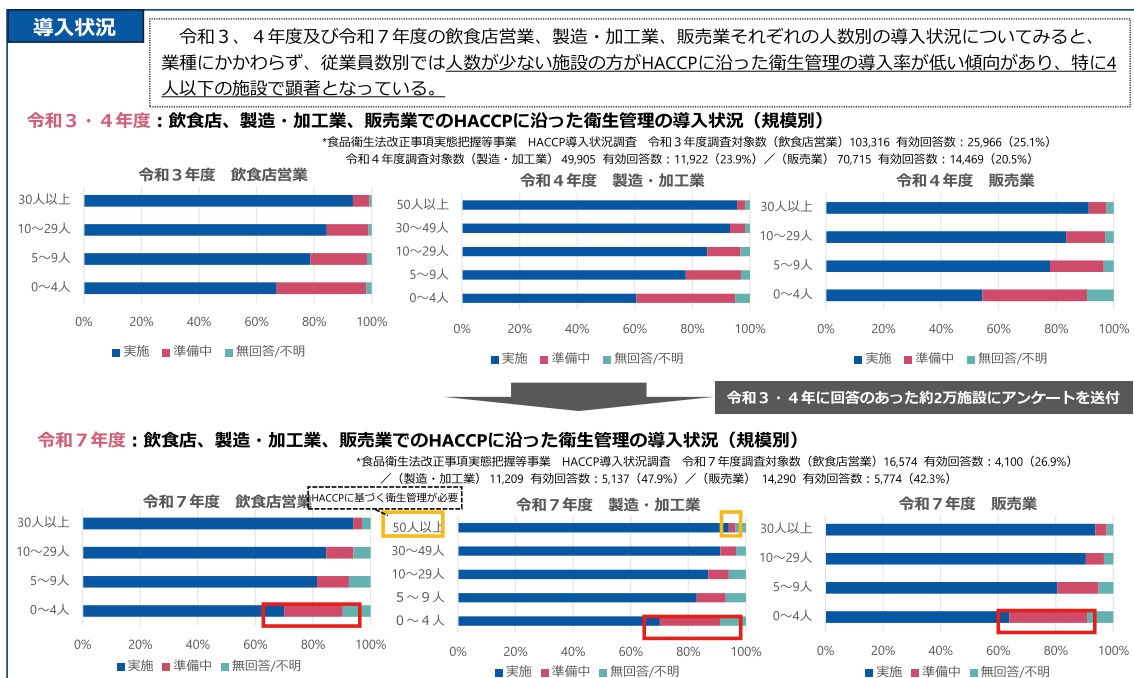 導入状況
令和３、４年度及び令和７年度の飲食店営業、製造・加工業、販売業それぞれの人数別の導入状況についてみると、
業種にかかわらず、従業員数別では人数が少ない施設の方がHACCPに沿った衛生管理の導入率が低い傾向があり、特に4
人以下の施設で顕著となっている。
令和３・４年度：飲食店、製造・加工業、販売業でのHACCPに沿った衛生管理の導入状況（規模別）
*食品衛生法改正事項実態把握等事業　HACCP導入状況調査　令和３年度調査対象数（飲食店営業）103,316 有効回答数：25,966（25.1%）
令和４年度調査対象数（製造・加工業）49,905 有効回答数：11,922（23.9%）／（販売業）70,715 有効回答数：14,469（20.5%）
令和３年度　飲食店営業
30人以上
10～29人
5～9人
0～4人
0% 20% 40% 60% 80% 100%
実施 準備中 無回答/不明
令和４年度　製造・加工業
50人以上
30～49人
10～29人
5～9人
0～4人
0% 20% 40% 60% 80% 100%
実施 準備中 無回答/不明
令和４年度　販売業
30人以上
10～29人
5～9人
0～4人
0% 20% 40% 60% 80% 100%
実施 準備中 無回答/不明
令和３・４年に回答のあった約2万施設にアンケートを送付
令和７年度：飲食店、製造・加工業、販売業でのHACCPに沿った衛生管理の導入状況（規模別）
*食品衛生法改正事項実態把握等事業　HACCP導入状況調査　令和７年度調査対象数（飲食店営業）16,574 有効回答数：4,100（26.9%）
／（製造・加工業）11,209 有効回答数：5,137（47.9%）／（販売業）14,290 有効回答数：5,774（42.3%）
令和７年度　飲食店営業
30人以上
10～29人
5～9人
0～4人
0% 20% 40% 60% 80% 100%
実施 準備中 無回答/不明
HACCPに基づく衛生管理が必要
令和７年度　製造・加工業
50人以上
30～49人
10～29人
５～９人
０～４人
0% 20% 40% 60% 80% 100%
実施 準備中 無回答/不明
令和７年度　販売業
30人以上
10～29人
5～9人
0～4人
0% 20% 40% 60% 80% 100%
実施 準備中 無回答/不明